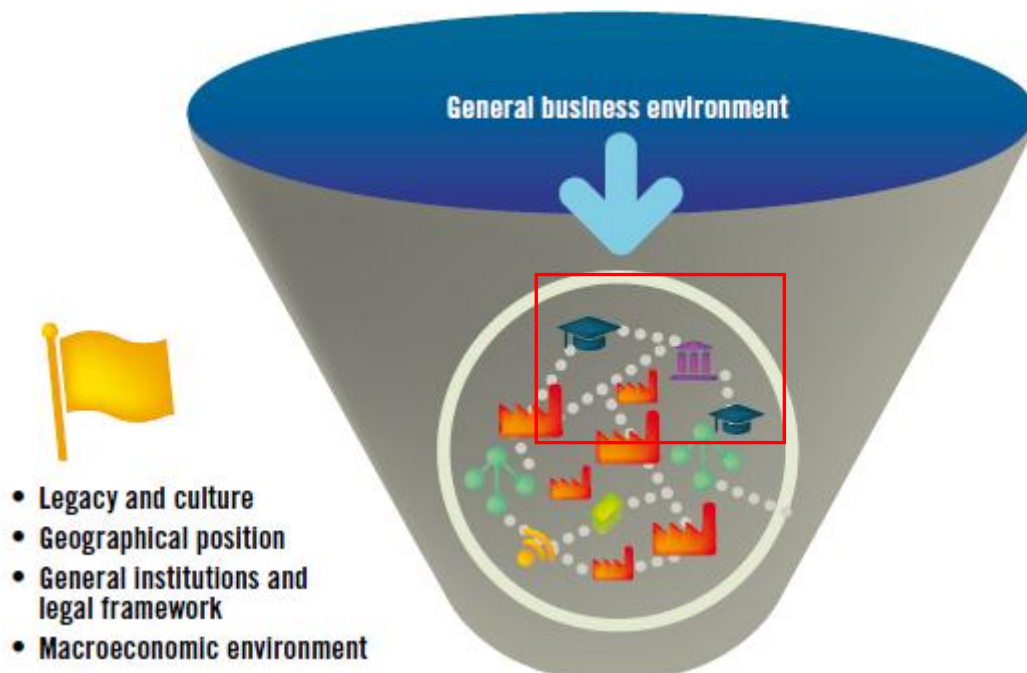 General business environment
• Legacy and culture
• Geographical position
• General institutions and
legal framework
• Macroeconomic environment